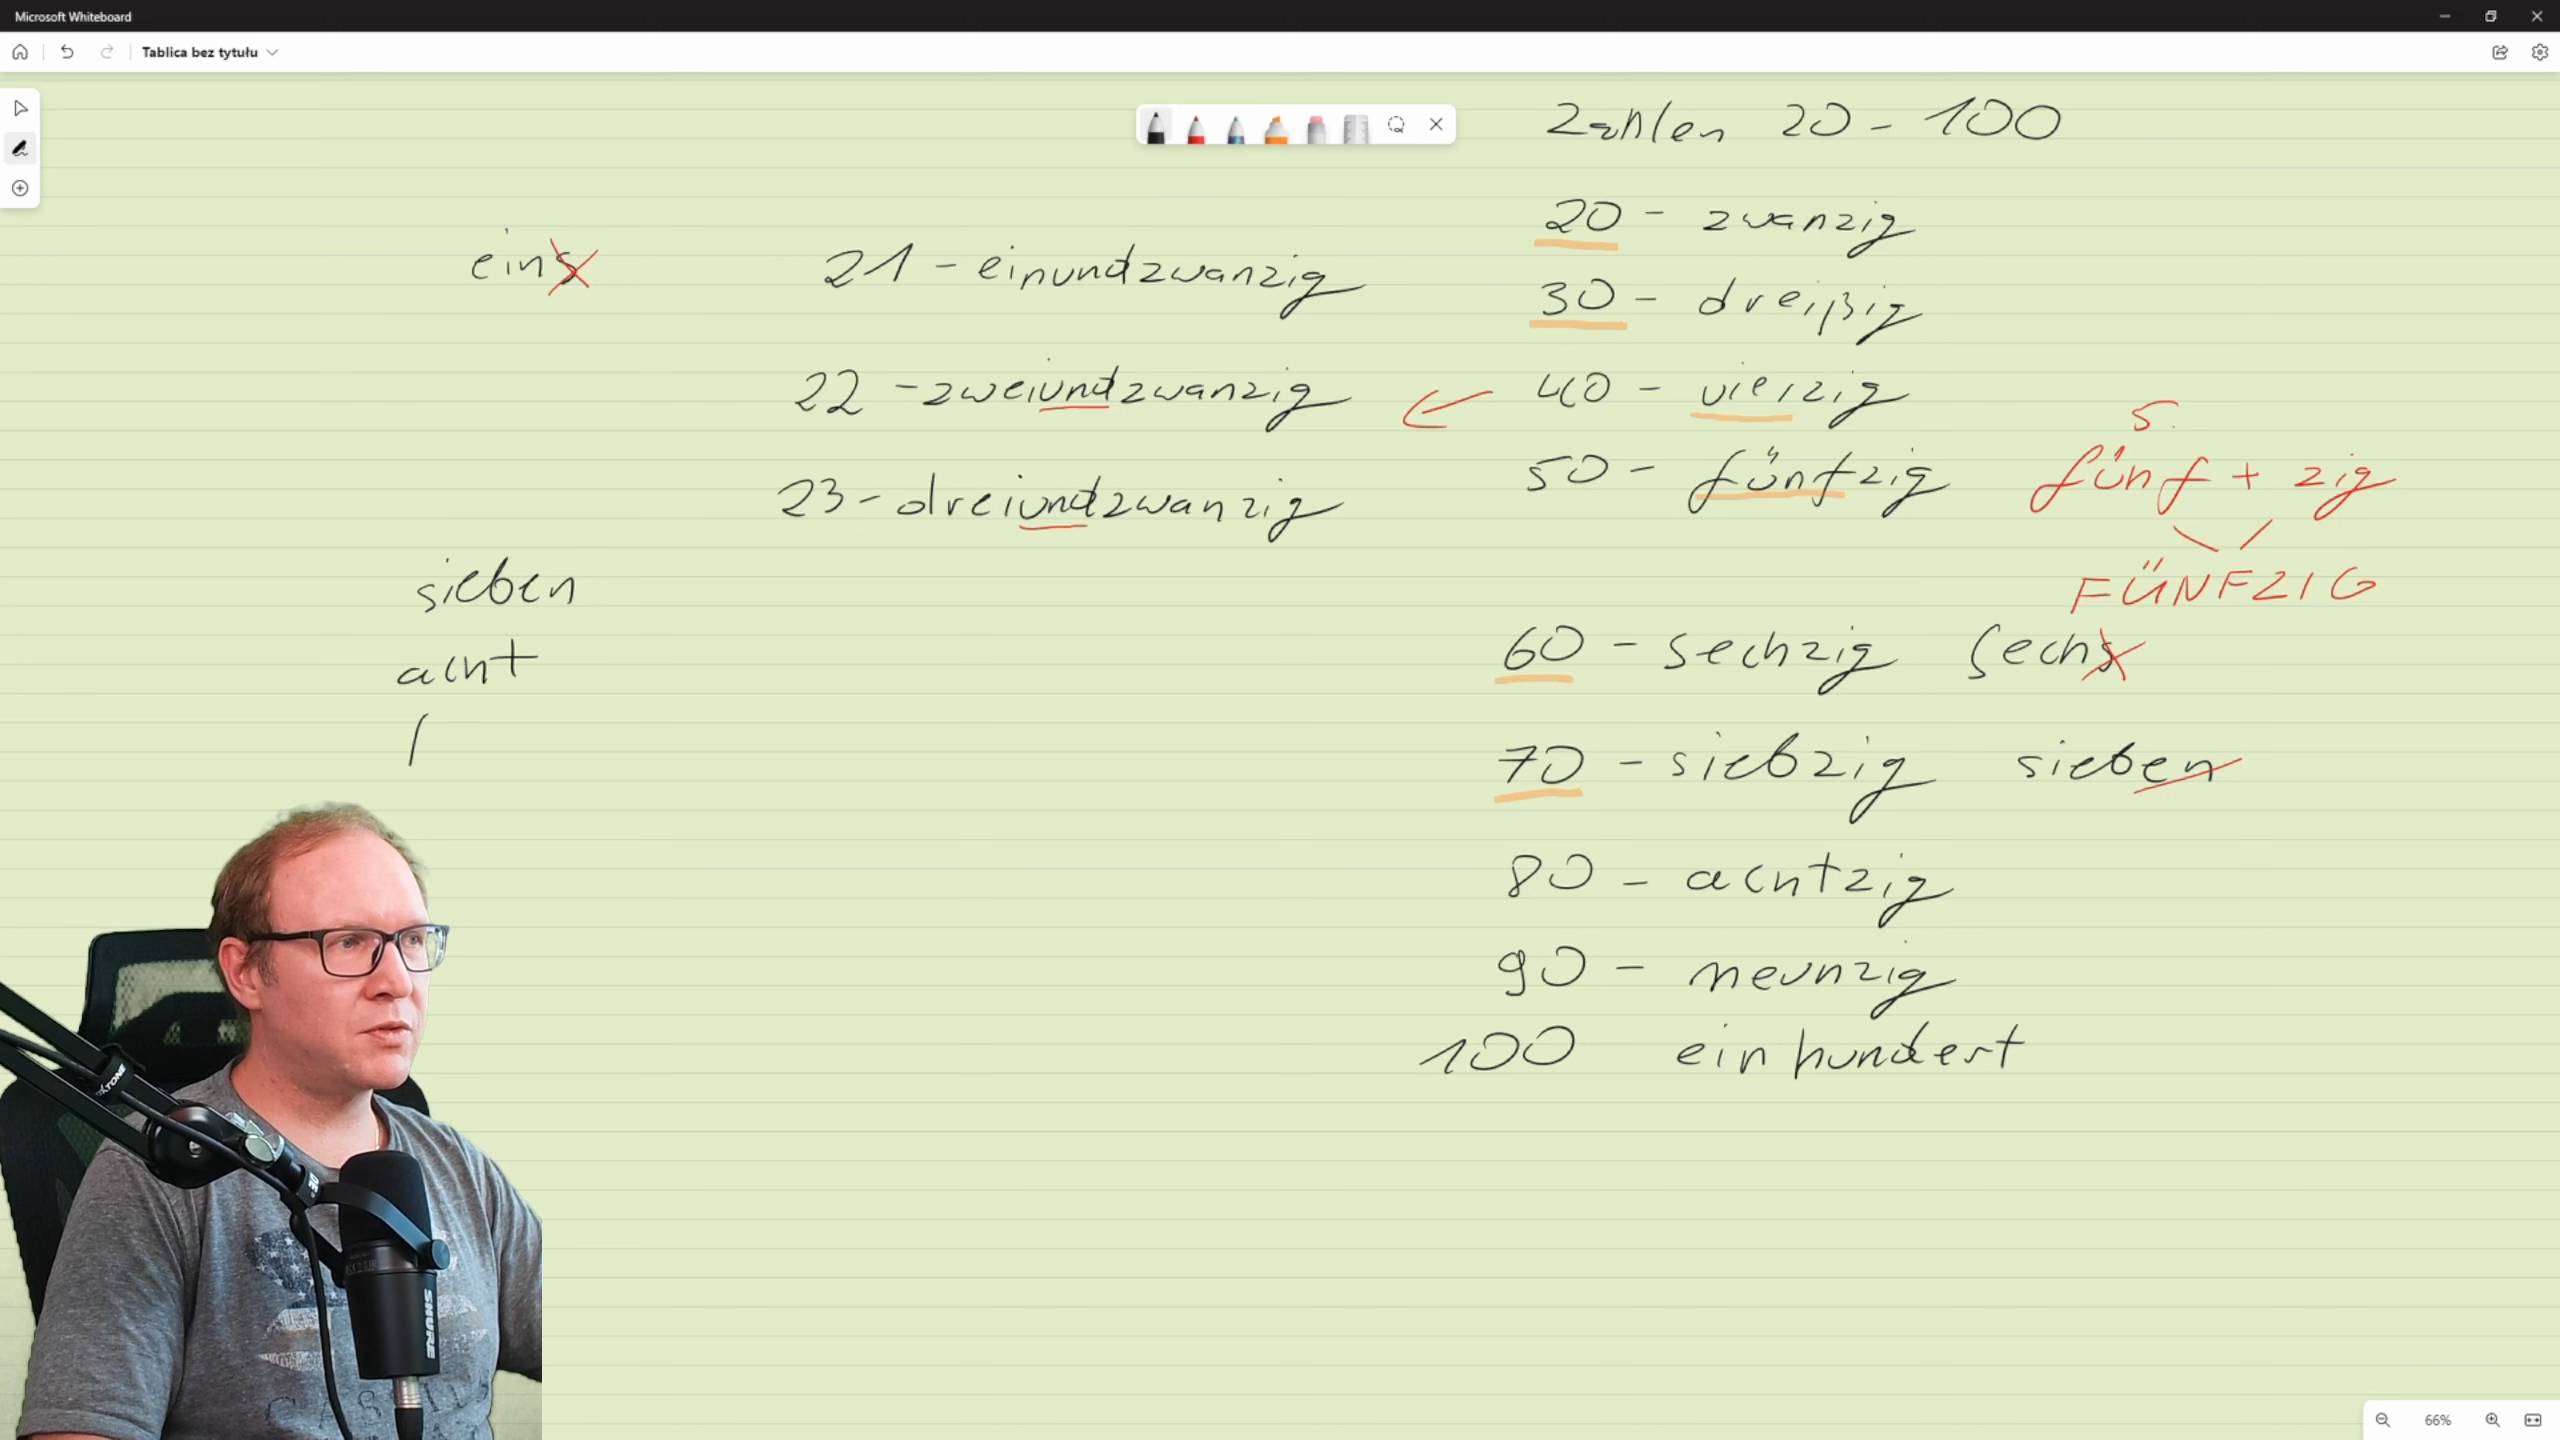 Microsoft Whiteboard
Tablica bez tytułu
Zahlen 20 - 100
20 - zwanzig
30 - dreißig
40 - vierzig
50 - fünfzig
5
fünf + zig
FÜNFZIG
60 - sechzig sechs
70 - siebzig sieben
80 - achtzig
90 - neunzig
100 einhundert
eins
21 - einundzwanzig
22 - zweiundzwanzig
23 - dreiundzwanzig
sieben
acht
SHURE
66%